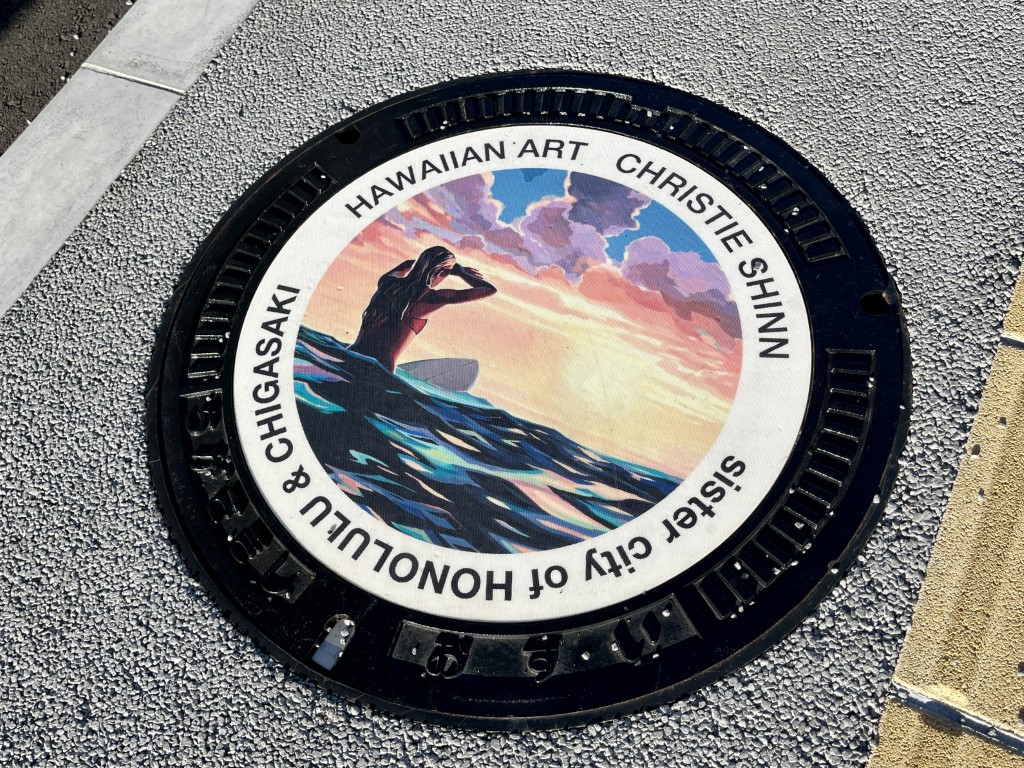 HAWAIIAN ART CHRISTIE SHINN
sister city of HONOLULU & CHIGASAKI